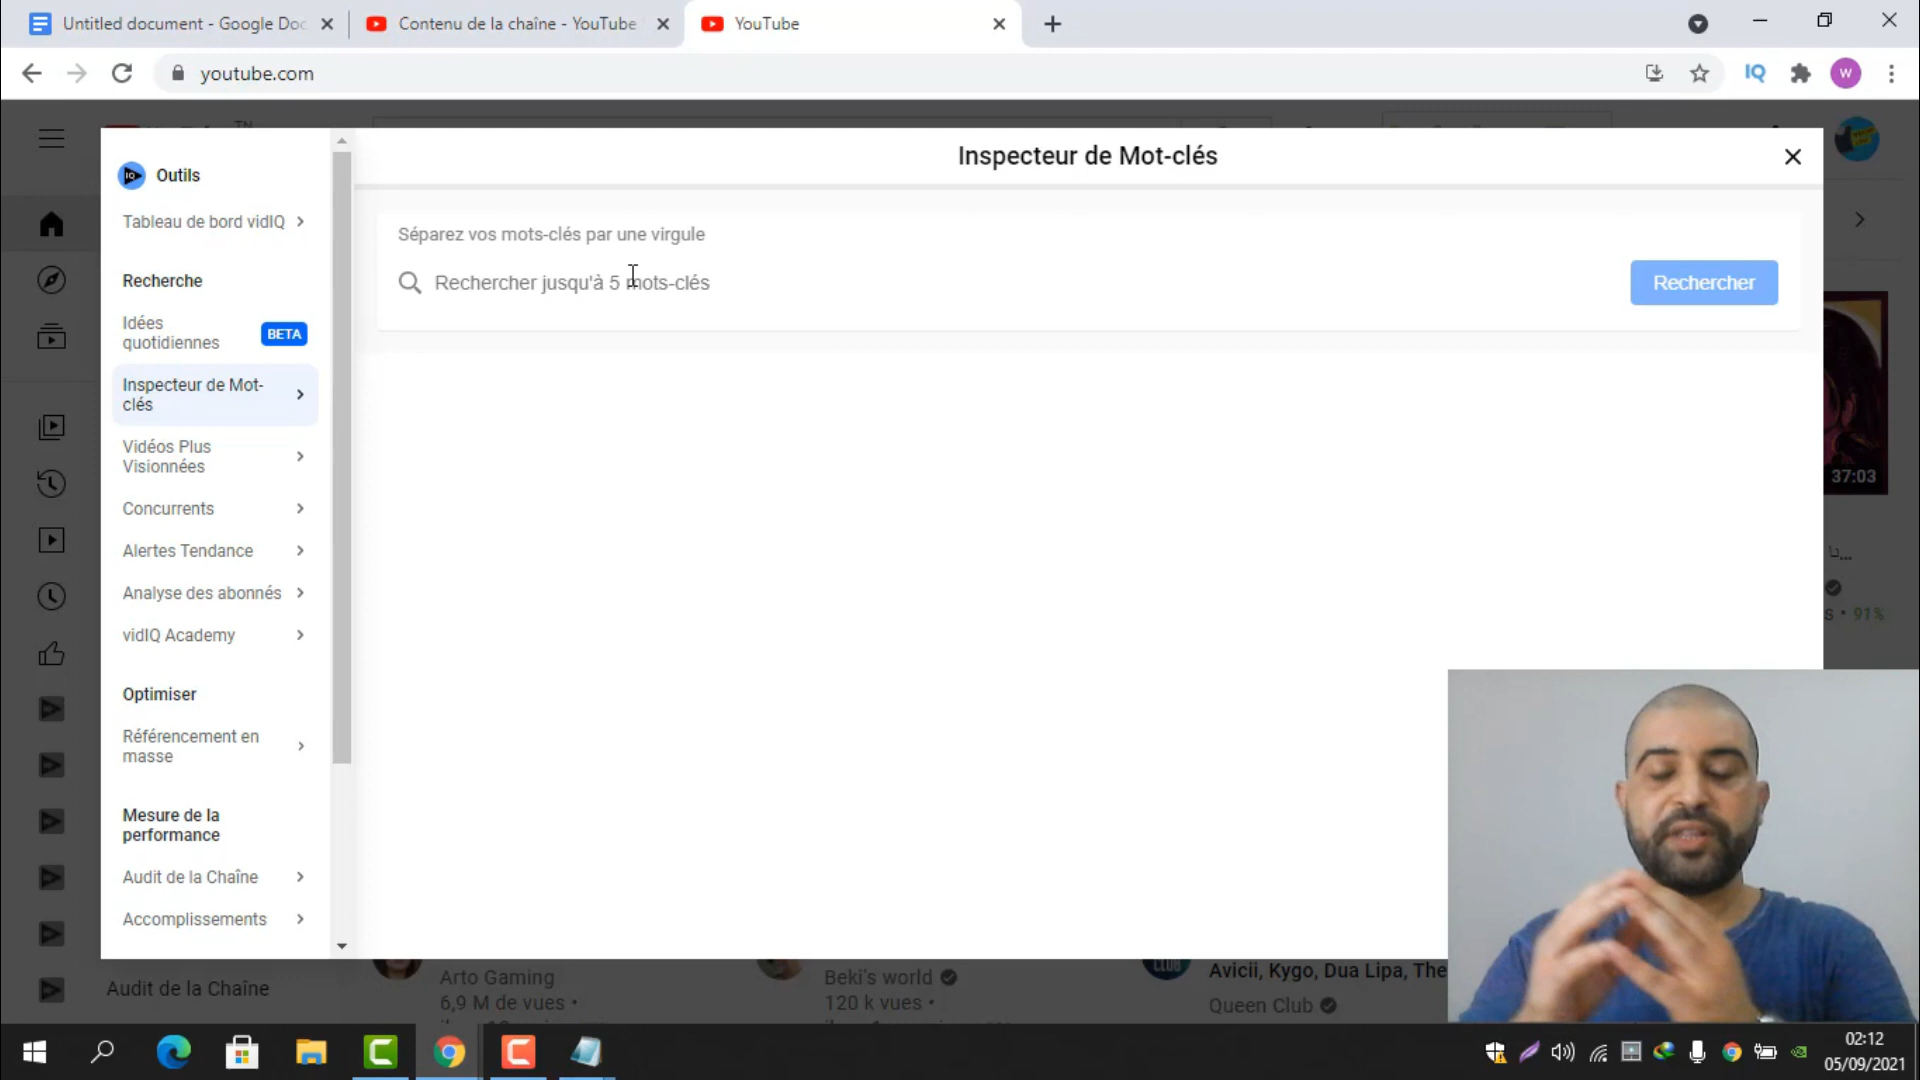 Untitled document - Google Doc
Contenu de la chaîne - YouTube
YouTube
youtube.com
IQ
W
TN
Outils
Tableau de bord vidIQ
Recherche
Idées
quotidiennes
BETA
Inspecteur de Mot-
clés
Vidéos Plus
Visionnées
Concurrents
Alertes Tendance
Analyse des abonnés
vidIQ Academy
Optimiser
Référencement en
masse
Mesure de la
performance
Audit de la Chaîne
Accomplissements
Inspecteur de Mot-clés
Séparez vos mots-clés par une virgule
Rechercher jusqu'à 5 mots-clés
Rechercher
37:03
s • 91%
Audit de la Chaîne
Arto Gaming
6,9 M de vues •
Beki's world
120 k vues •
CLUB
Avicii, Kygo, Dua Lipa, The
Queen Club
02:12
05/09/2021